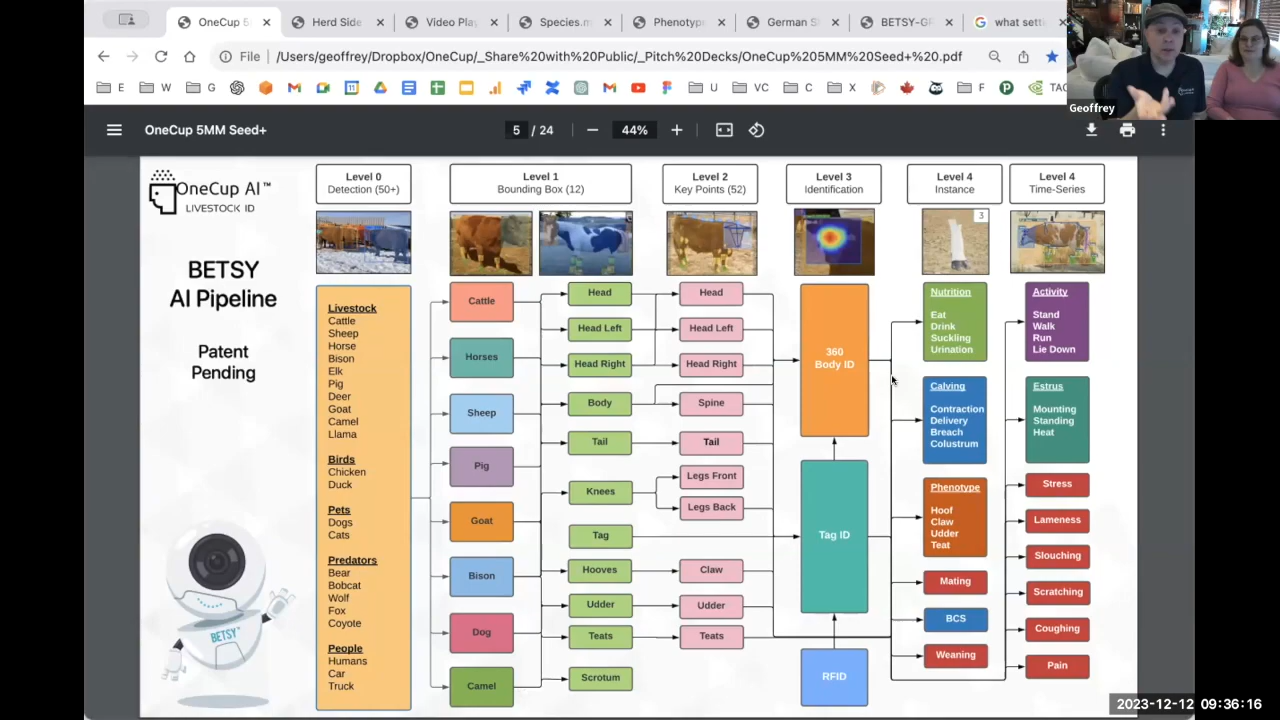 OneCup 5
Herd Side
Video Play
Species.m
Phenotype
German S
BETSY-GP
what sett
File
/Users/geoffrey/Dropbox/OneCup/_Share%20with%20Public/_Pitch%20Decks/OneCup%205MM%20Seed+%20.pdf
E
W
G
U
VC
C
X
F
TAC
Geoffrey
OneCup 5MM Seed+
5 / 24
44%
OneCup AI™
LIVESTOCK ID
BETSY
AI Pipeline
Patent
Pending
BETSY
Level 0
Detection (50+)
Livestock
Cattle
Sheep
Horse
Bison
Elk
Pig
Deer
Goat
Camel
Llama
Birds
Chicken
Duck
Pets
Dogs
Cats
Predators
Bear
Bobcat
Wolf
Fox
Coyote
People
Humans
Car
Truck
Level 1
Bounding Box (12)
Cattle
Horses
Sheep
Pig
Goat
Bison
Dog
Camel
Head
Head Left
Head Right
Body
Tail
Knees
Tag
Hooves
Udder
Teats
Scrotum
Level 2
Key Points (52)
Head
Head Left
Head Right
Spine
Tail
Legs Front
Legs Back
Claw
Udder
Teats
Level 3
Identification
360
Body ID
Tag ID
RFID
Level 4
Instance
3
Nutrition
Eat
Drink
Suckling
Urination
Calving
Contraction
Delivery
Breach
Colustrum
Phenotype
Hoof
Claw
Udder
Teat
Mating
BCS
Weaning
Level 4
Time-Series
Activity
Stand
Walk
Run
Lie Down
Estrus
Mounting
Standing
Heat
Stress
Lameness
Slouching
Scratching
Coughing
Pain
2023-12-12 09:36:16